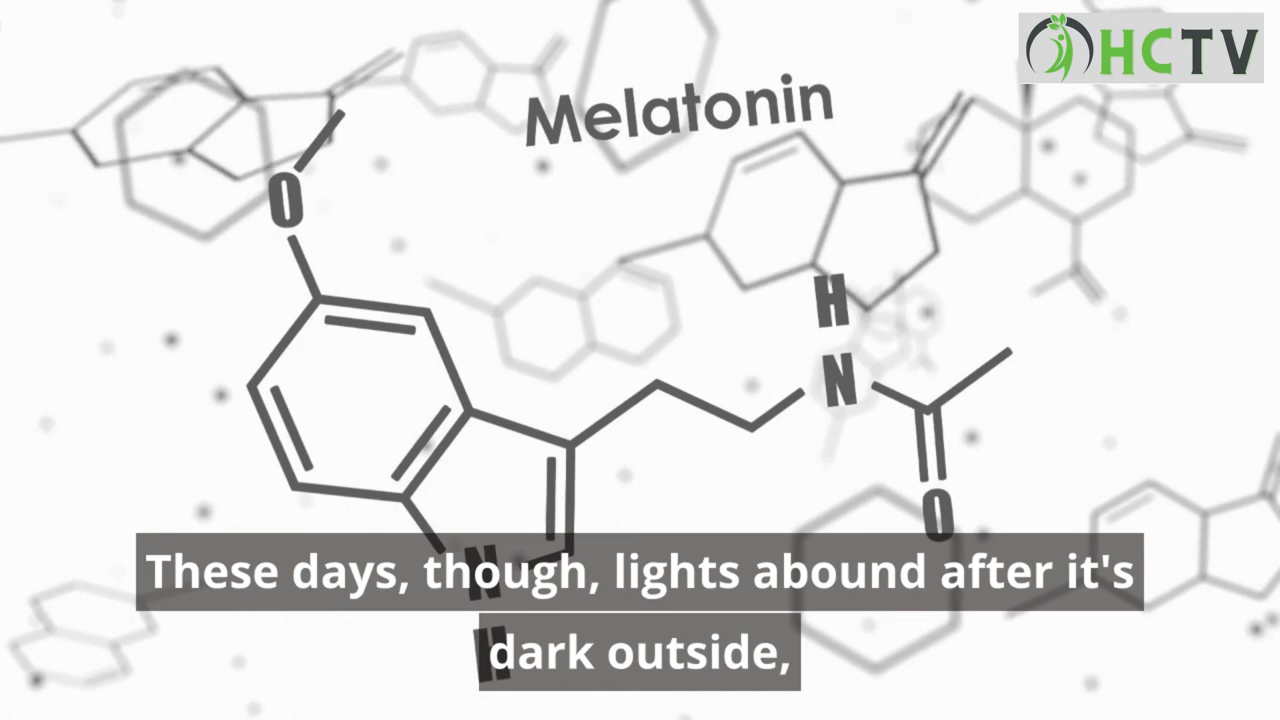 HCTV
Melatonin
O
H
N
O
N
H
These days, though, lights abound after it's
dark outside,